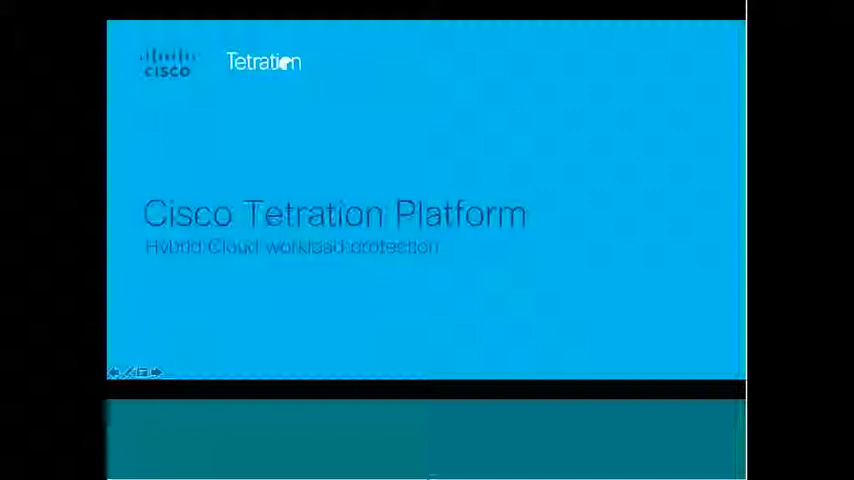 cisco Tetration
Cisco Tetration Platform
Hybrid Cloud workload protection